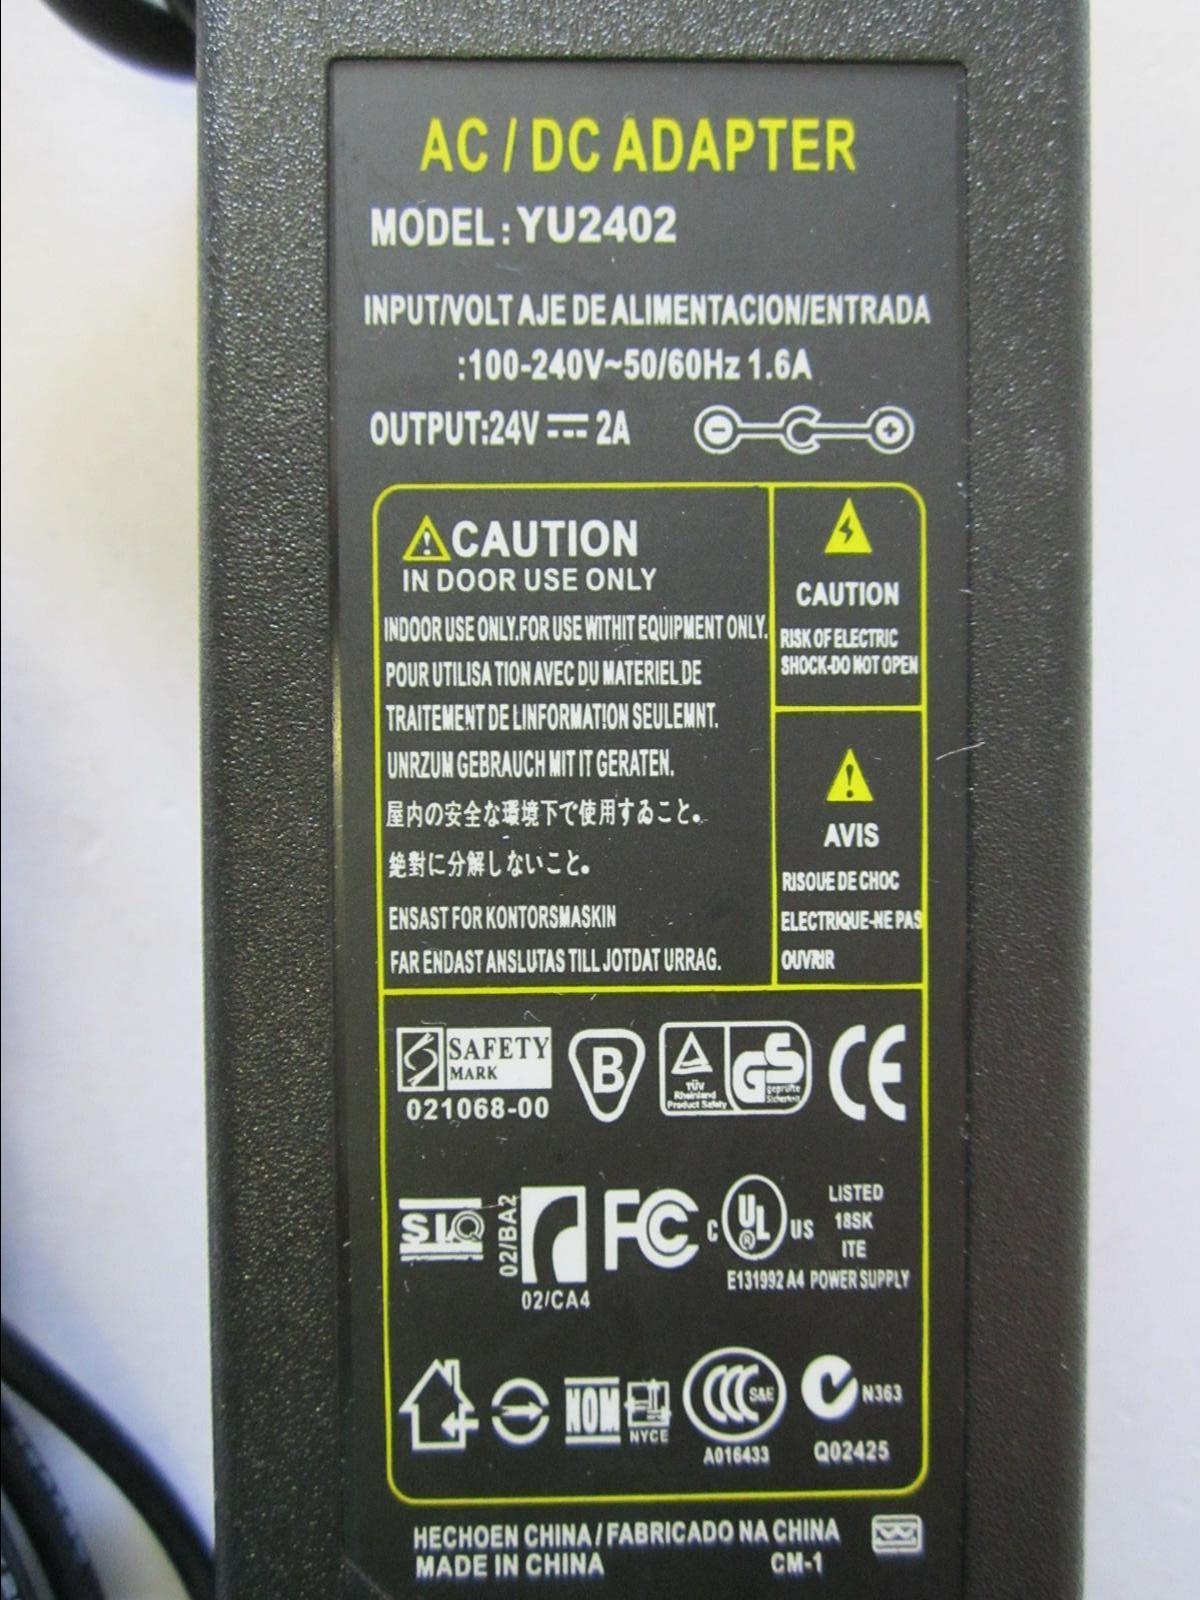 AC / DC ADAPTER
MODEL: YU2402
INPUT/VOLT AJE DE ALIMENTACION/ENTRADA
:100-240V~50/60Hz 1.6A
OUTPUT:24V 2A
CAUTION
IN DOOR USE ONLY
INDOOR USE ONLY.FOR USE WITHIT EQUIPMENT ONLY.
POUR UTILISA TION AVEC DU MATERIEL DE
TRAITEMENT DE L'INFORMATION SEULEMNT.
UNRZUM GEBRAUCH MIT IT GERATEN.
屋内の安全な環境下で使用すゐこと。
絶對に分解しないこと。
ENSAST FOR KONTORSMASKIN
FAR ENDAST ANSLUTAS TILL JOTDAT URRAG.
CAUTION
RISK OF ELECTRIC
SHOCK-DO NOT OPEN
AVIS
RISOUE DE CHOC
ELECTRIQUE-NE PAS
OUVRIR
SAFETY
MARK
021068-00
B
TÜV
Rheinland
Product Safety
GS
geprüfte
Sicherheit
CE
SIQ
02/BA2
02/CA4
FC
C UL US
LISTED
18SK
ITE
E131992 A4 POWER SUPPLY
NOM
NYCE
CCC S&E
A016433
N363
Q02425
HECHOEN CHINA / FABRICADO NA CHINA
MADE IN CHINA CM-1